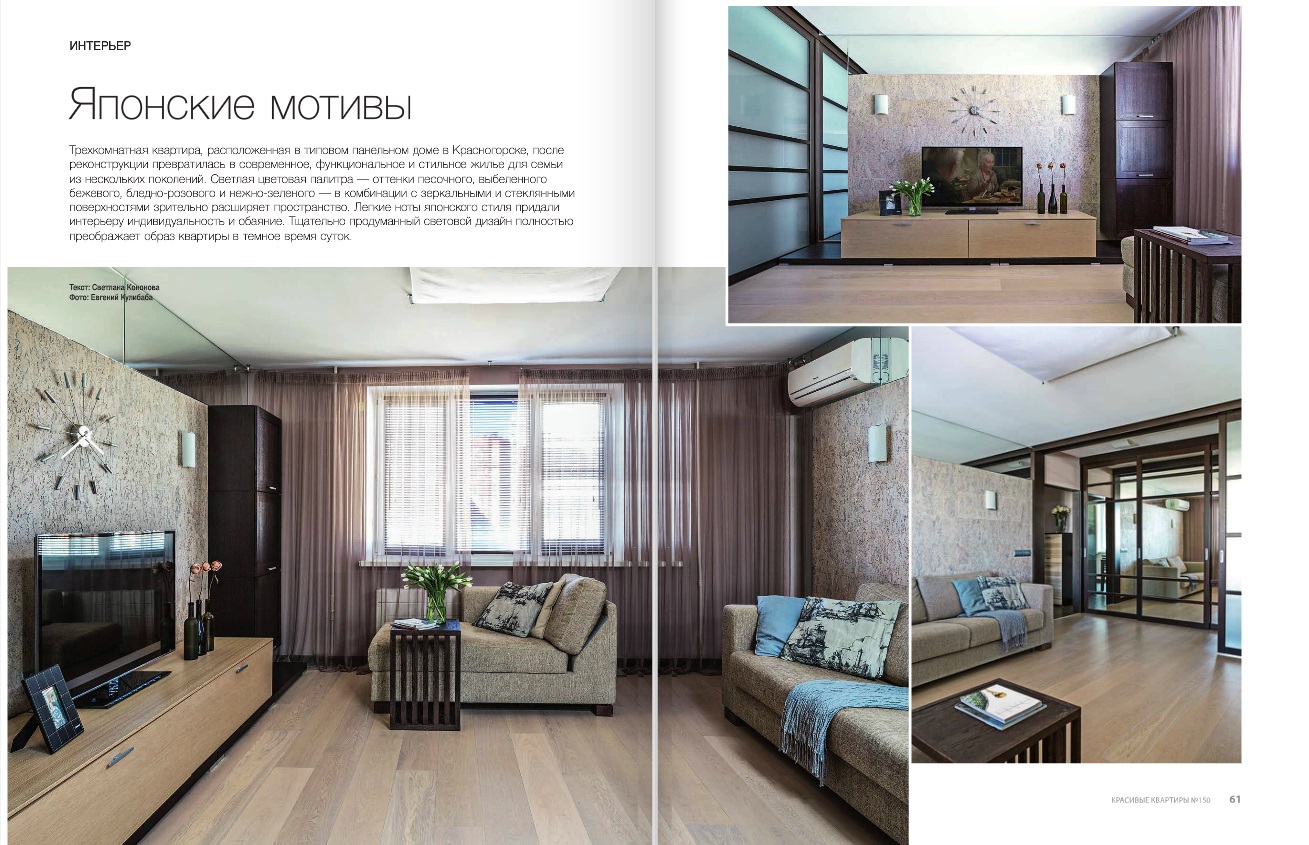 ИНТЕРЬЕР
Японские мотивы
Трехкомнатная квартира, расположенная в типовом панельном доме в Красногорске, после
реконструкции превратилась в современное, функциональное и стильное жилье для семьи
из нескольких поколений. Светлая цветовая палитра — оттенки песочного, выбеленного
бежевого, бледно-розового и нежно-зеленого — в комбинации с зеркальными и стеклянными
поверхностями зрительно расширяет пространство. Легкие ноты японского стиля придали
интерьеру индивидуальность и обаяние. Тщательно продуманный световой дизайн полностью
преображает образ квартиры в темное время суток.
Текст: Светлана Кононова
Фото: Евгений Кулибаба
КРАСИВЫЕ КВАРТИРЫ №150 61